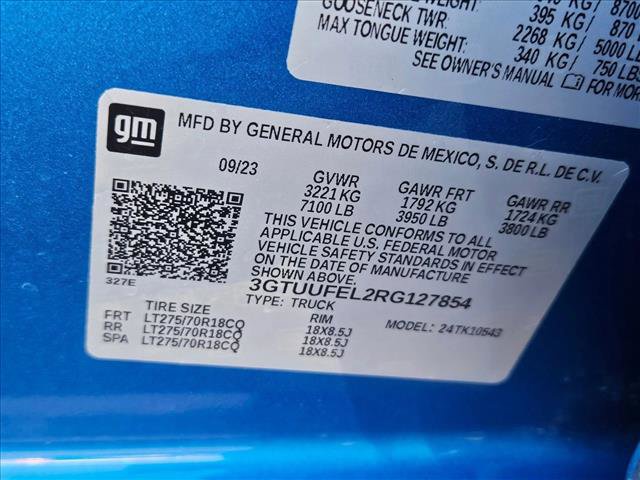 GOOSENECK TWR:
MAX TONGUE WEIGHT:
395 KG/ 870 
2268 KG/ 5000 LB
340 KG/ 750 LB
SEE OWNER'S MANUAL FOR MOR
gm
MFD BY GENERAL MOTORS DE MEXICO, S. DE R.L. DE C.V.
09/23 GVWR GAWR FRT GAWR RR
3221 KG 1792 KG 1724 KG
7100 LB 3950 LB 3800 LB
THIS VEHICLE CONFORMS TO ALL
APPLICABLE U.S. FEDERAL MOTOR
VEHICLE SAFETY STANDARDS IN EFFECT
ON THE DATE OF MANUFACTURE
SHOWN ABOVE.
327E
3GTUUFEL2RG127854
TYPE: TRUCK
TIRE SIZE RIM MODEL: 24TK10543
FRT LT275/70R18CQ 18X8.5J
RR LT275/70R18CQ 18X8.5J
SPA LT275/70R18CQ 18X8.5J